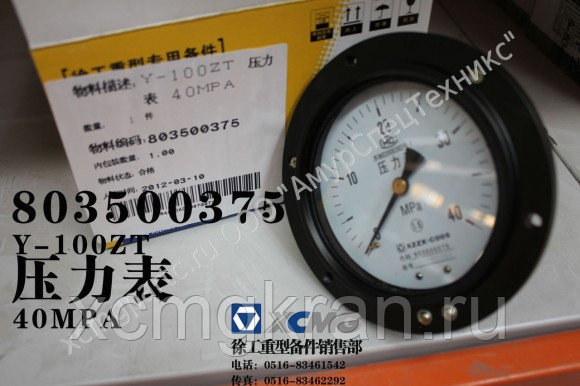 【徐工重型专用备件】
物料描述: Y-100ZT 压力
表 40MPA
数量: 1 件
物料编码: 803500375
内包装数量: 1.00
物料状态: 合格
2012-03-10
ООО "АмурСпецТехникс"
10
30
40
0
压力
MPa
XZZX-C008
803500375
803500375
Y-100ZT
压力表
40MPA
xcmgkran.ru
XCMG
徐工重型备件销售部
电话: 0516-83461542
传真: 0516-83462292